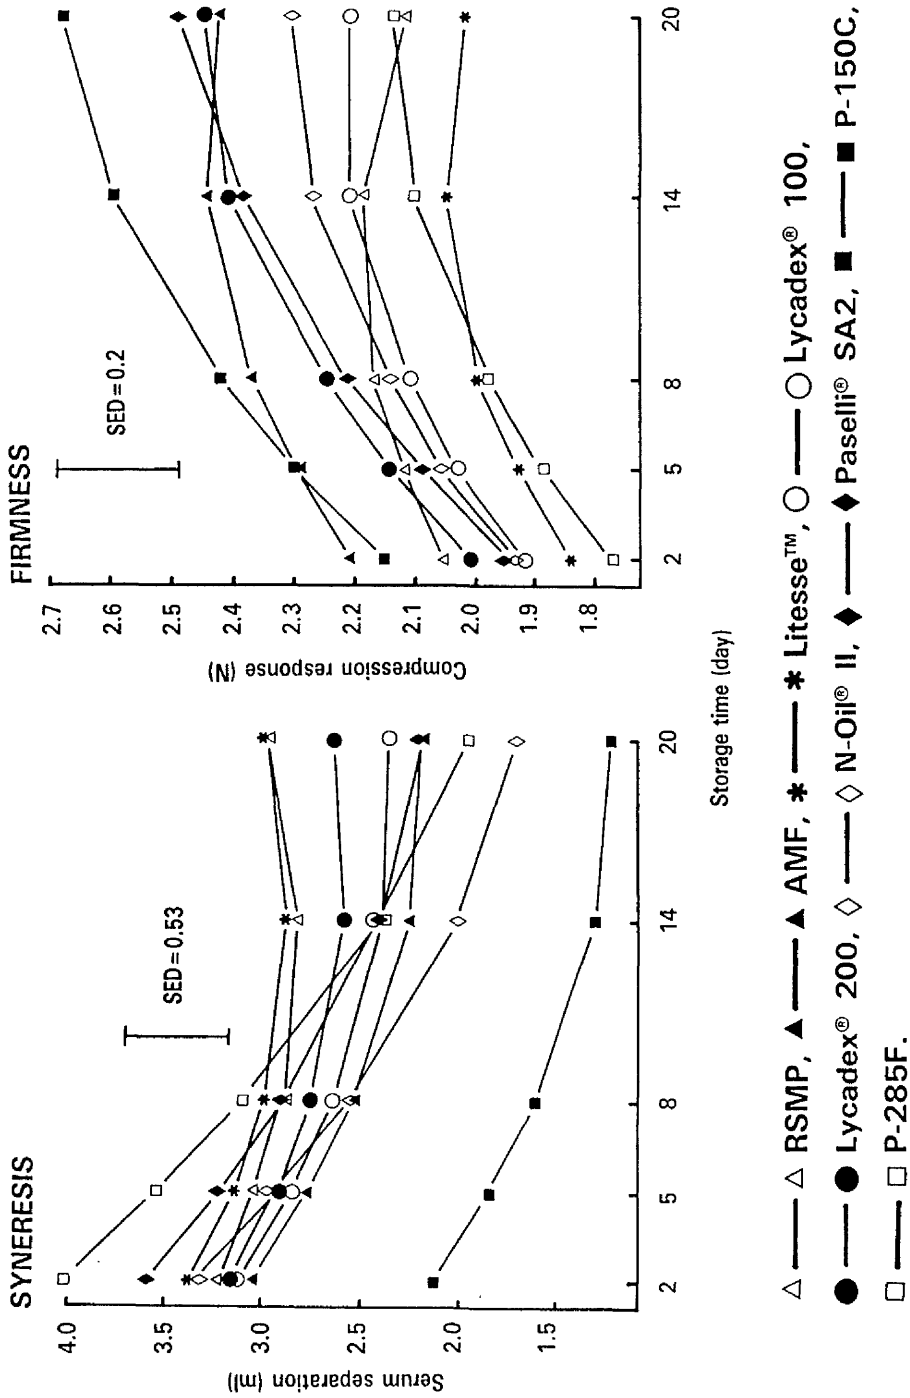 SYNERESIS
4.0
3.5
3.0
2.5
2.0
1.5
Serum separation (ml)
SED = 0.53
2
5
8
14
20
FIRMNESS
2.7
2.6
2.5
2.4
2.3
2.2
2.1
2.0
1.9
1.8
Compression response (N)
SED = 0.2
2
5
8
14
20
Storage time (day)
RSMP, AMF, Litesse™, Lycadex® 100,
Lycadex® 200, N-Oil® II, Paselli® SA2, P-150C,
P-285F.